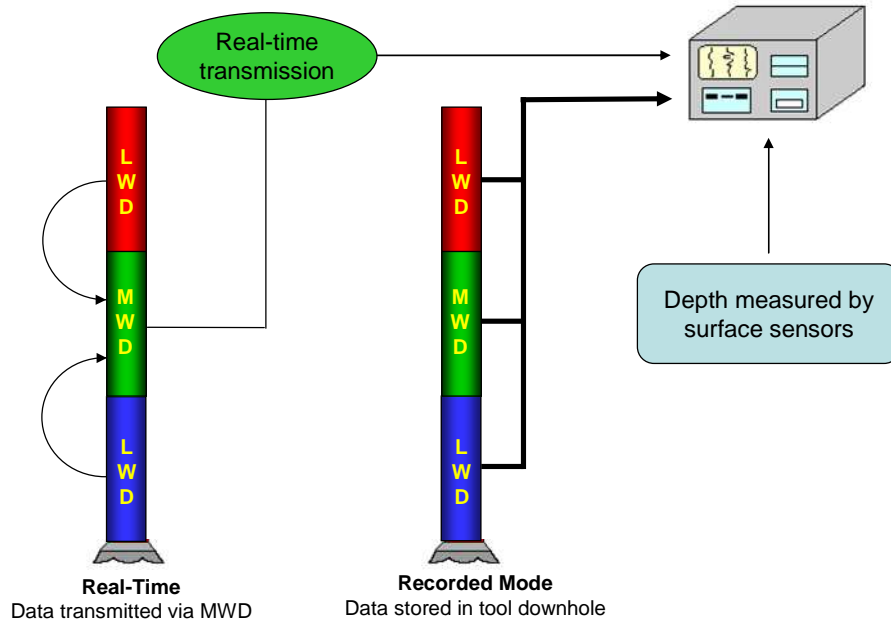 Real-time
transmission
L
W
D
M
W
D
L
W
D
Real-Time
Data transmitted via MWD
L
W
D
M
W
D
L
W
D
Recorded Mode
Data stored in tool downhole
Depth measured by
surface sensors